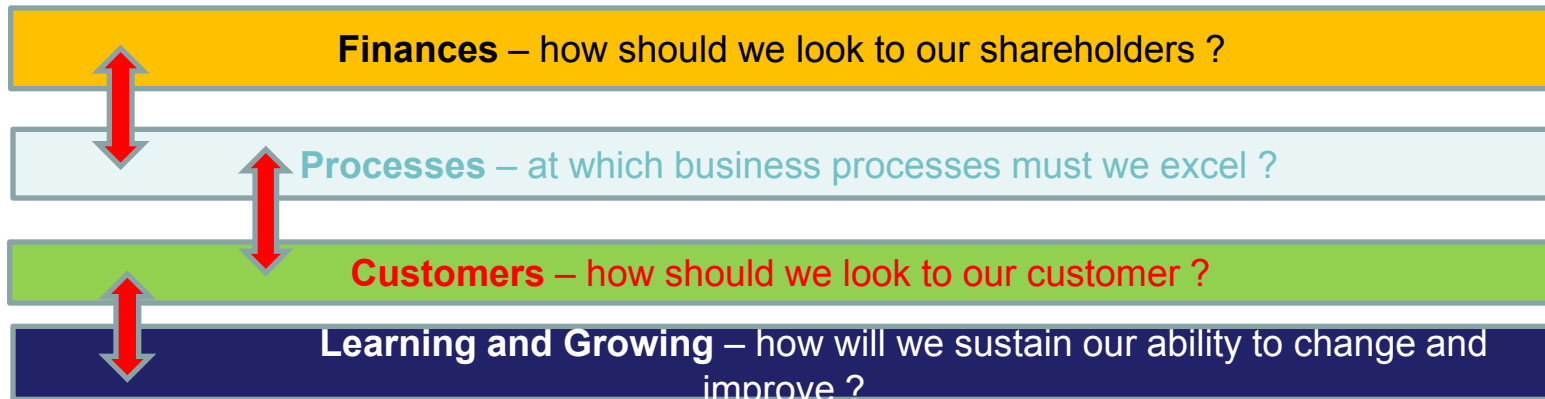 Finances – how should we look to our shareholders ?
Processes – at which business processes must we excel ?
Customers – how should we look to our customer ?
Learning and Growing – how will we sustain our ability to change and
improve ?